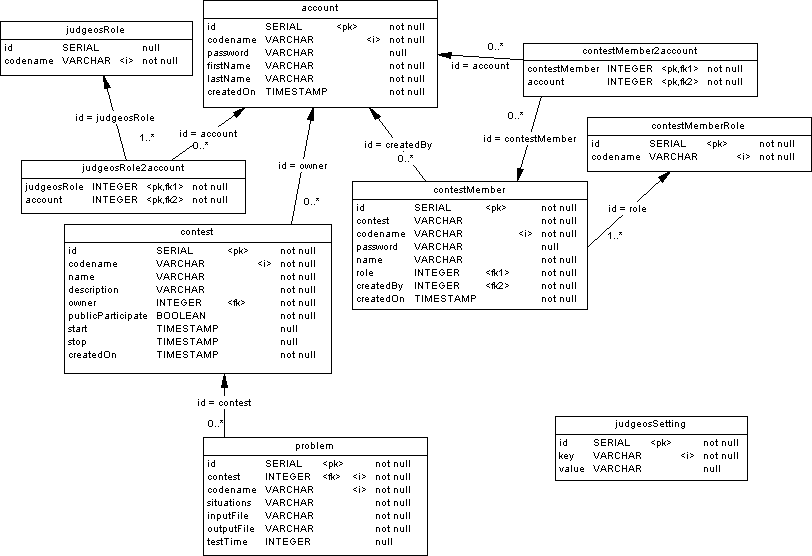 judgeosRole
id SERIAL null
codename VARCHAR <i> not null
account
id SERIAL <pk> not null
codename VARCHAR <i> not null
password VARCHAR null
firstName VARCHAR not null
lastName VARCHAR not null
createdOn TIMESTAMP not null
contestMember2account
contestMember INTEGER <pk,fk1> not null
account INTEGER <pk,fk2> not null
0..*
id = account
id = judgeosRole
1..*
id = account
0..*
id = owner
0..*
id = createdBy
0..*
0..*
id = contestMember
contestMemberRole
id SERIAL <pk> not null
codename VARCHAR <i> not null
id = role
1..*
judgeosRole2account
judgeosRole INTEGER <pk,fk1> not null
account INTEGER <pk,fk2> not null
contestMember
id SERIAL <pk> not null
contest VARCHAR not null
codename VARCHAR <i> not null
password VARCHAR null
name VARCHAR not null
role INTEGER <fk1> not null
createdBy INTEGER <fk2> not null
createdOn TIMESTAMP not null
contest
id SERIAL <pk> not null
codename VARCHAR <i> not null
name VARCHAR not null
description VARCHAR not null
owner INTEGER <fk> not null
publicParticipate BOOLEAN not null
start TIMESTAMP null
stop TIMESTAMP null
createdOn TIMESTAMP not null
id = contest
0..*
problem
id SERIAL <pk> not null
contest INTEGER <fk> <i> not null
codename VARCHAR <i> not null
situations VARCHAR not null
inputFile VARCHAR not null
outputFile VARCHAR not null
testTime INTEGER null
judgeosSetting
id SERIAL <pk> not null
key VARCHAR <i> not null
value VARCHAR null